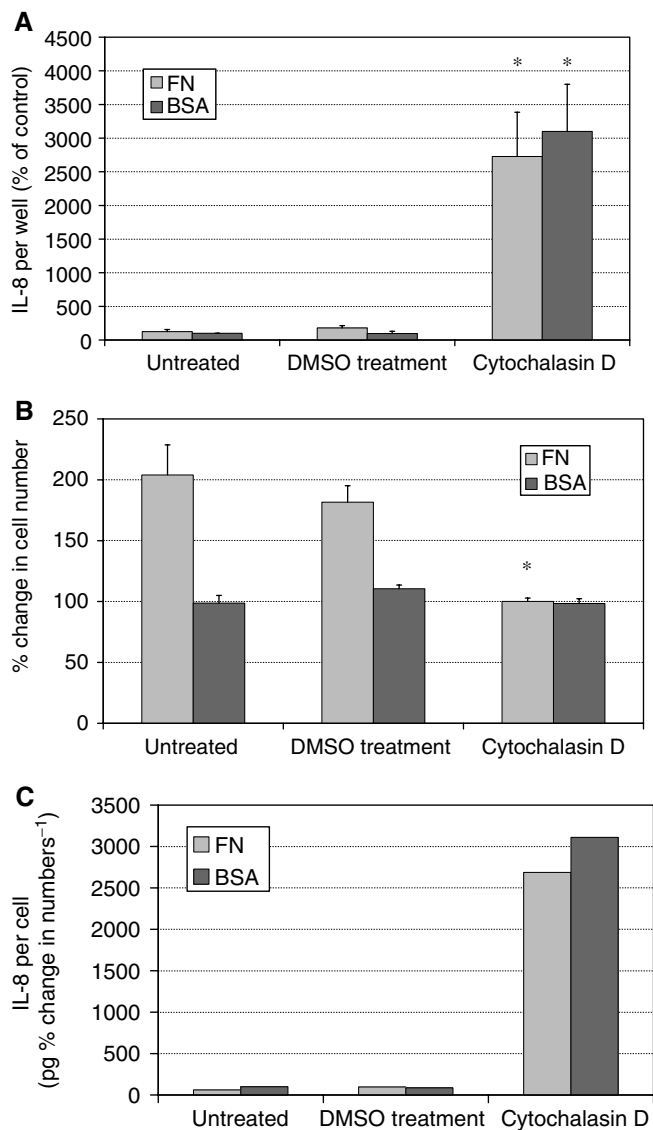 A
IL-8 per well (% of control)
4500
4000
3500
3000
2500
2000
1500
1000
500
0
FN
BSA
*
*
Untreated
DMSO treatment
Cytochalasin D
B
% change in cell number
250
200
150
100
50
0
FN
BSA
*
Untreated
DMSO treatment
Cytochalasin D
C
IL-8 per cell
(pg % change in numbers⁻¹)
3500
3000
2500
2000
1500
1000
500
0
FN
BSA
Untreated
DMSO treatment
Cytochalasin D